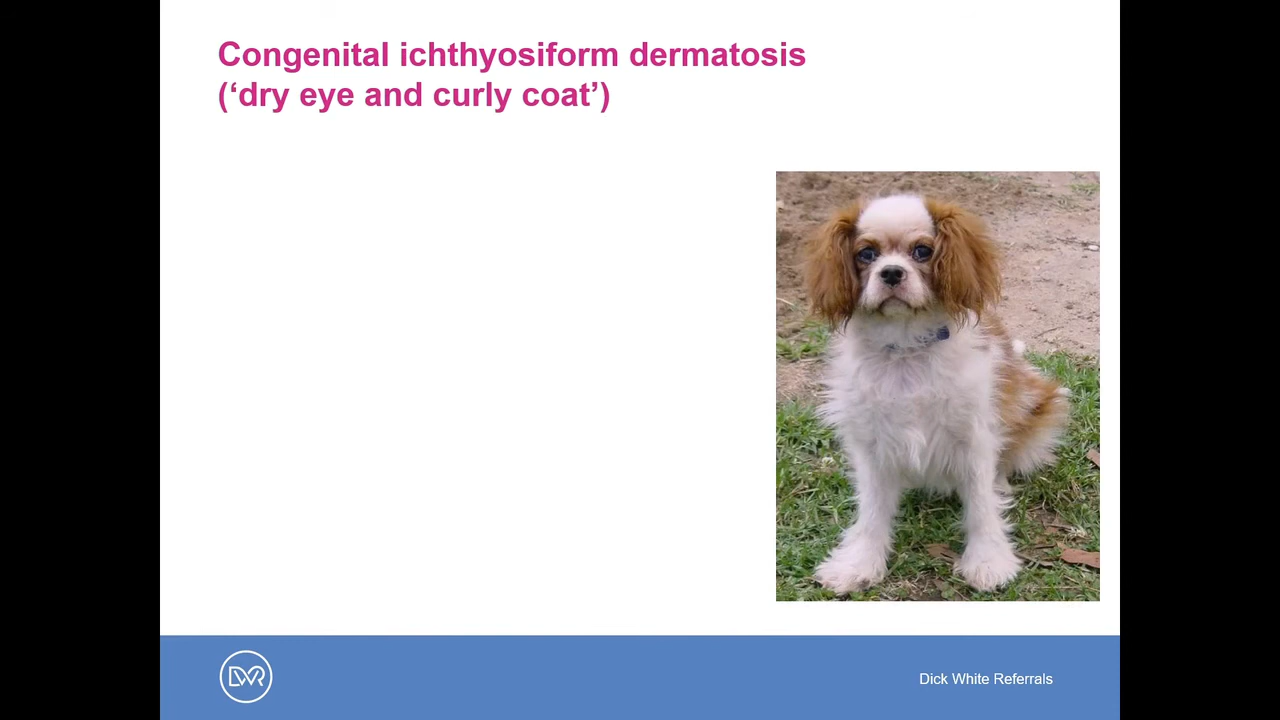 Congenital ichthyosiform dermatosis
(‘dry eye and curly coat’)
DWR
Dick White Referrals